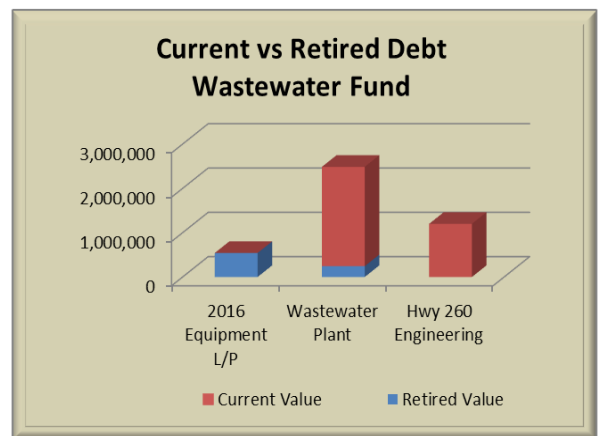 Current vs Retired Debt
Wastewater Fund
3,000,000
2,000,000
1,000,000
0
2016
Equipment
L/P
Wastewater
Plant
Hwy 260
Engineering
Current Value
Retired Value